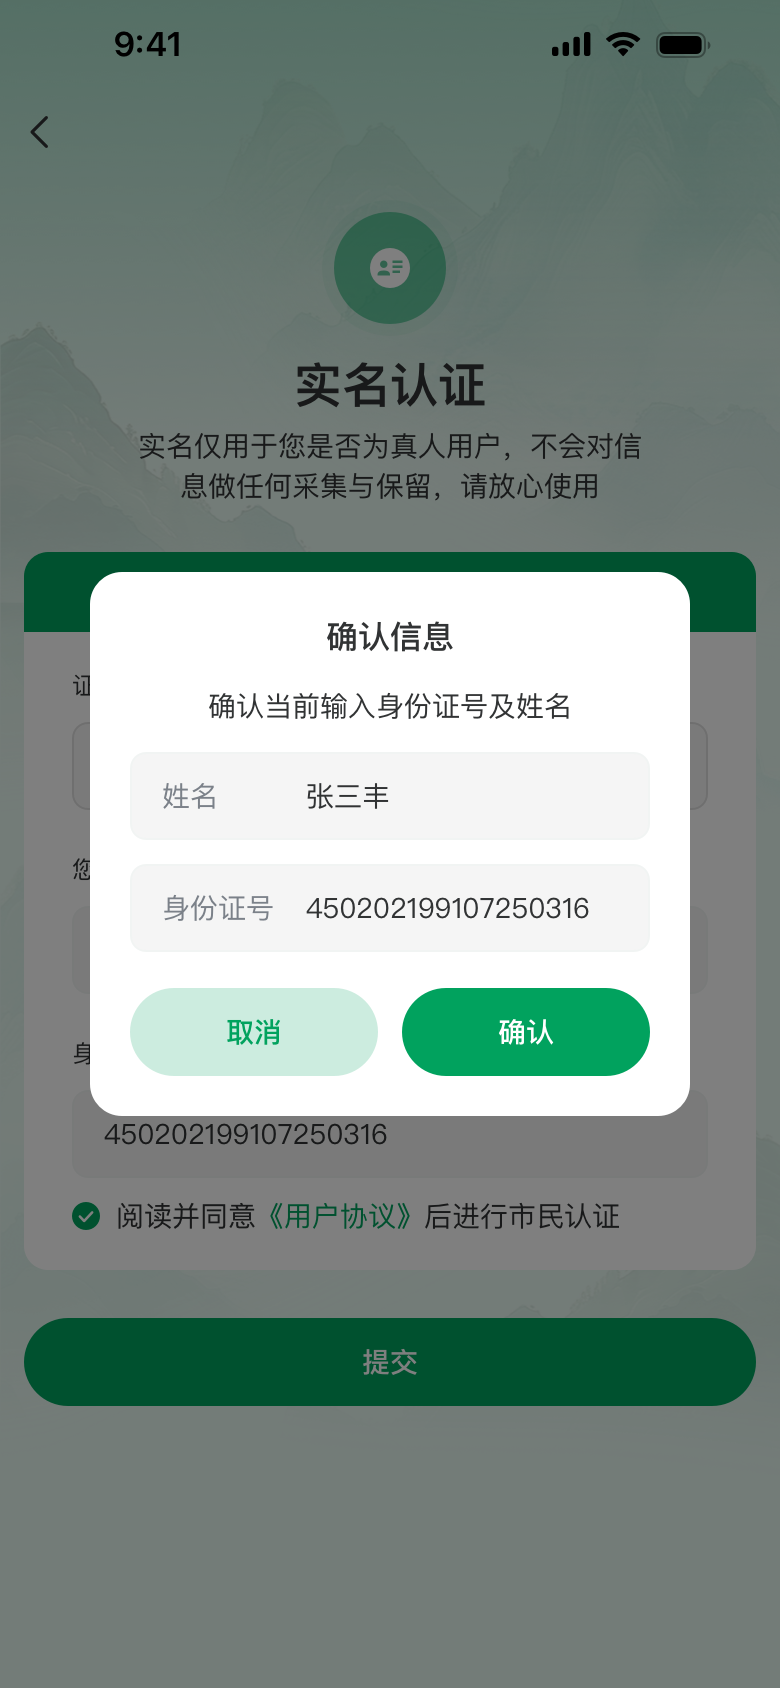 9:41
实名认证
实名仅用于您是否为真人用户，不会对信
息做任何采集与保留，请放心使用
确认信息
确认当前输入身份证号及姓名
证
姓名 张三丰
您
身份证号 450202199107250316
取消 确认
身
450202199107250316
阅读并同意《用户协议》后进行市民认证
提交